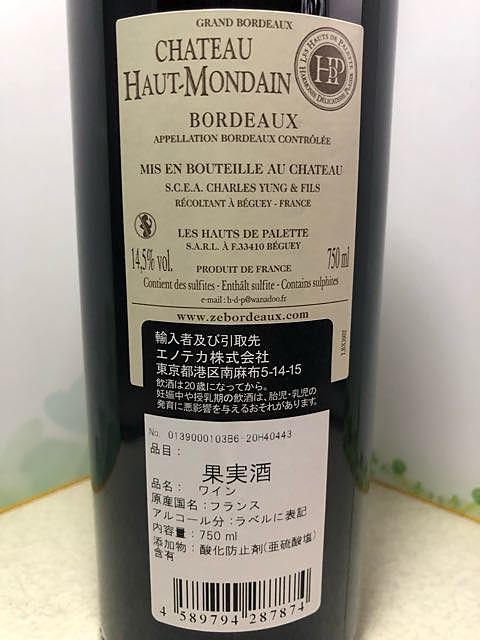 GRAND BORDEAUX
CHATEAU
HAUT-MONDAIN
LES HAUTS DE PALETTE
HDP
BORDEAUX
APPELLATION BORDEAUX CONTRÔLÉE
MIS EN BOUTEILLE AU CHATEAU
S.C.E.A. CHARLES YUNG & FILS
RÉCOLTANT À BÉGUEY - FRANCE
LES HAUTS DE PALETTE
S.A.R.L. À F.33410 BÉGUEY
14,5% vol.
750 ml
PRODUIT DE FRANCE
Contient des sulfites - Enthält sulfite - Contains sulphites
e-mail : h-d-p@wanadoo.fr
www.zebordeaux.com
輸入者及び引取先
エノテカ株式会社
東京都港区南麻布5-14-15
飲酒は20歳になってから。
妊娠中や授乳期の飲酒は、胎児・乳児の
発育に悪影響を与えるおそれがあります。
No. 0139000103B6-20H40443
品目:
果実酒
品名: ワイン
原産国名:フランス
アルコール分:ラベルに表記
内容量:750 ml
添加物:酸化防止剤(亜硫酸塩)
含有
4 589794 287874